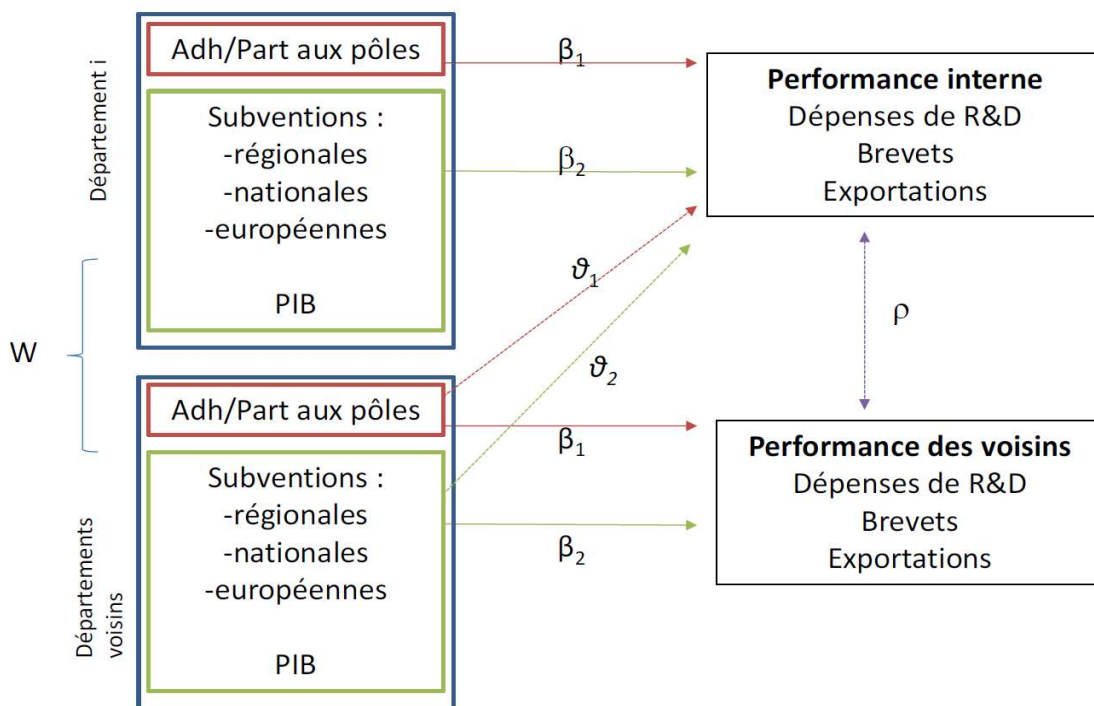 Département i
Adh/Part aux pôles
Subventions :
-régionales
-nationales
-européennes
PIB
β₁
β₂
Performance interne
Dépenses de R&D
Brevets
Exportations
W
ϑ₁
ϑ₂
ρ
Départements
voisins
Adh/Part aux pôles
Subventions :
-régionales
-nationales
-européennes
PIB
β₁
β₂
Performance des voisins
Dépenses de R&D
Brevets
Exportations